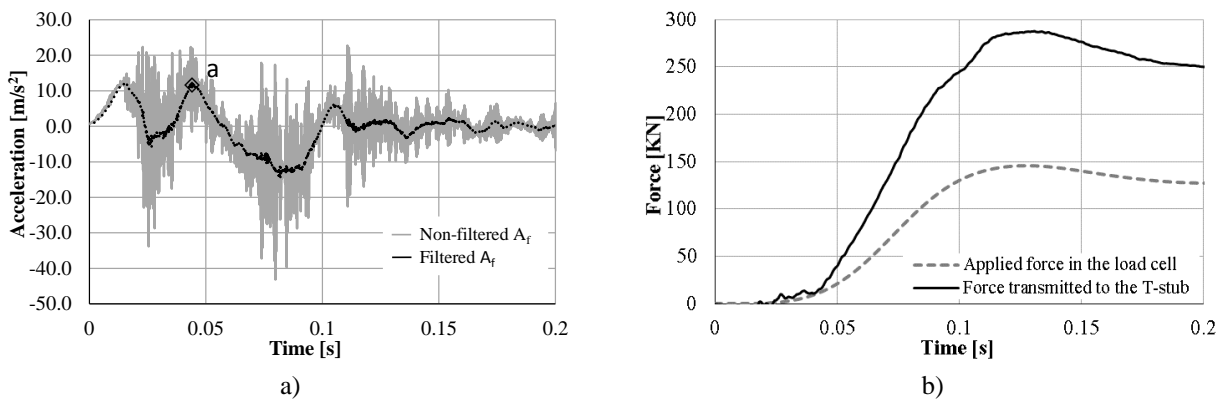 30.0
20.0
10.0
0.0
-10.0
-20.0
-30.0
-40.0
-50.0
Acceleration [m/s²]
a
Non-filtered Af
Filtered Af
0 0.05 0.1 0.15 0.2
Time [s]
a)
300
250
200
150
100
50
0
Force [KN]
Applied force in the load cell
Force transmitted to the T-stub
0 0.05 0.1 0.15 0.2
Time [s]
b)